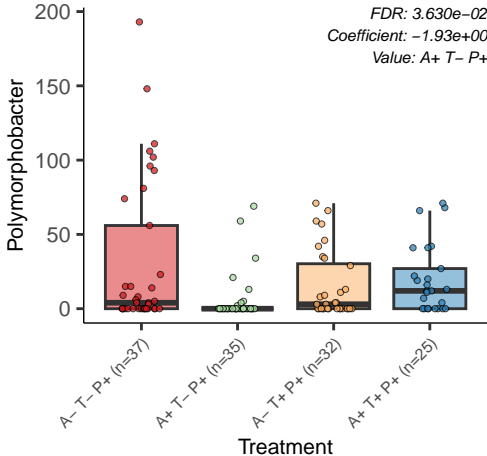 FDR: 3.630e−02
Coefficient: −1.93e+00
Value: A+ T− P+
Polymorphobacter
200
150
100
50
0
A− T− P+ (n=37)
A+ T− P+ (n=35)
A− T+ P+ (n=32)
A+ T+ P+ (n=25)
Treatment